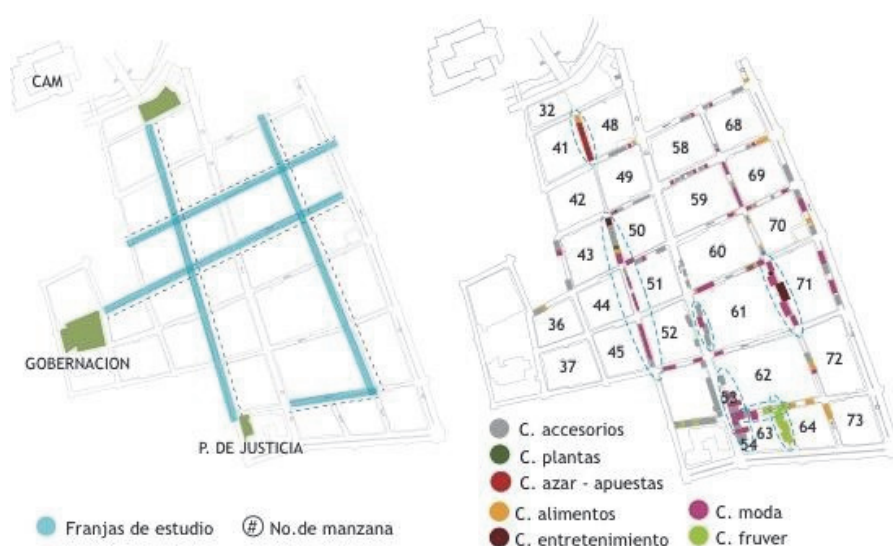 CAM
GOBERNACION
P. DE JUSTICIA
Franjas de estudio
# No.de manzana
32
48
41
58
68
49
42
69
59
50
43
70
60
51
71
44
61
36
52
45
37
72
62
53
73
63
64
54
C. accesorios
C. plantas
C. azar - apuestas
C. alimentos
C. entretenimiento
C. moda
C. fruver